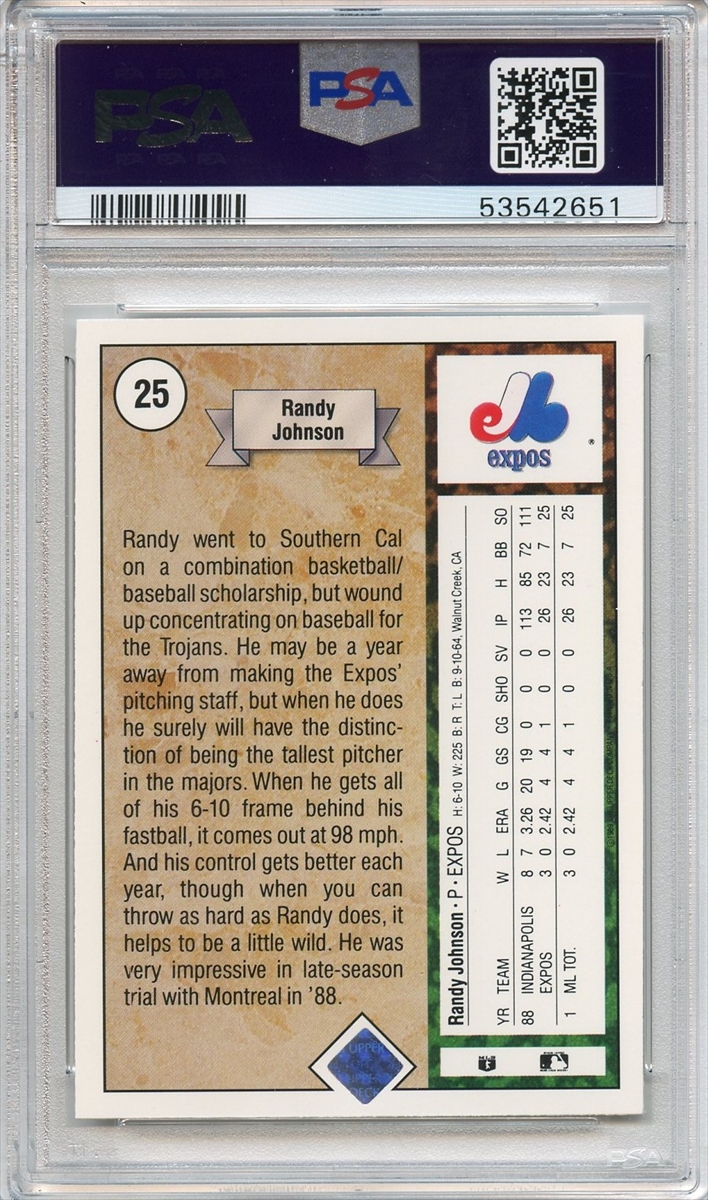 PSA
PSA
53542651
25
Randy
Johnson
expos
®
Randy went to Southern Cal
on a combination basketball/
baseball scholarship, but wound
up concentrating on baseball for
the Trojans. He may be a year
away from making the Expos'
pitching staff, but when he does
he surely will have the distinc-
tion of being the tallest pitcher
in the majors. When he gets all
of his 6-10 frame behind his
fastball, it comes out at 98 mph.
And his control gets better each
year, though when you can
throw as hard as Randy does, it
helps to be a little wild. He was
very impressive in late-season
trial with Montreal in '88.
Randy Johnson • P • EXPOS H: 6-10 W: 225 B: R T: L B: 9-10-64, Walnut Creek, CA
YR TEAM W L ERA G GS CG SHO SV IP H BB SO
88 INDIANAPOLIS 8 7 3.26 20 19 0 0 0 113 85 72 111
EXPOS 3 0 2.42 4 4 1 0 0 26 23 7 25
1 ML TOT. 3 0 2.42 4 4 1 0 0 26 23 7 25
UPPER
DECK
PSA